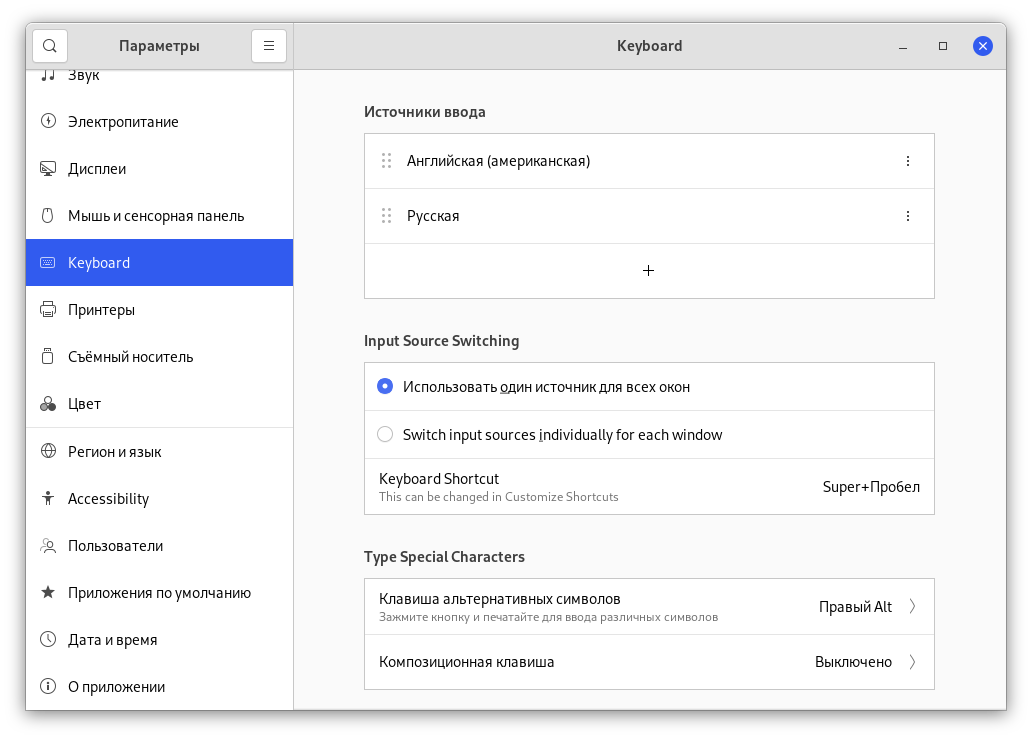 Параметры
Keyboard
Звук
Электропитание
Дисплеи
Мышь и сенсорная панель
Keyboard
Принтеры
Съёмный носитель
Цвет
Регион и язык
Accessibility
Пользователи
Приложения по умолчанию
Дата и время
О приложении
Источники ввода
Английская (американская)
Русская
Input Source Switching
Использовать один источник для всех окон
Switch input sources individually for each window
Keyboard Shortcut
This can be changed in Customize Shortcuts
Super+Пробел
Type Special Characters
Клавиша альтернативных символов
Зажмите кнопку и печатайте для ввода различных символов
Правый Alt
Композиционная клавиша
Выключено